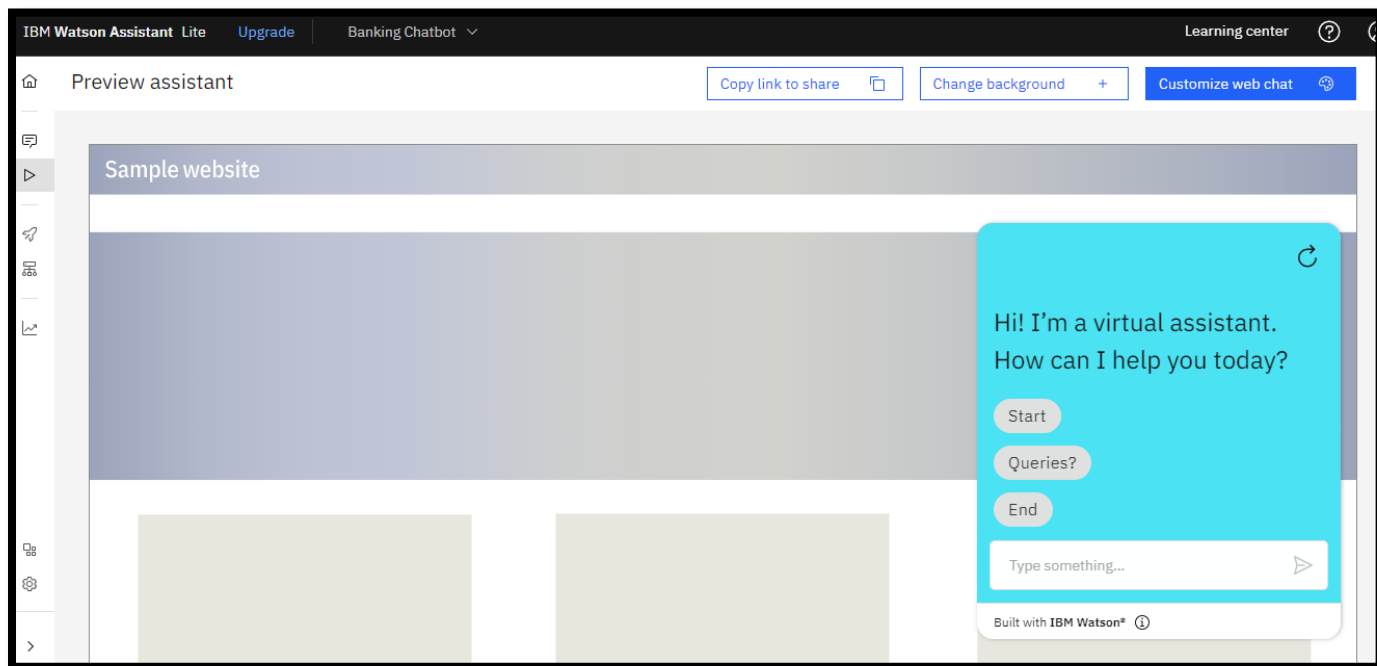 IBM Watson Assistant Lite Upgrade Banking Chatbot Learning center
Preview assistant Copy link to share Change background + Customize web chat
Sample website
Hi! I’m a virtual assistant.
How can I help you today?
Start
Queries?
End
Type something...
Built with IBM Watson®